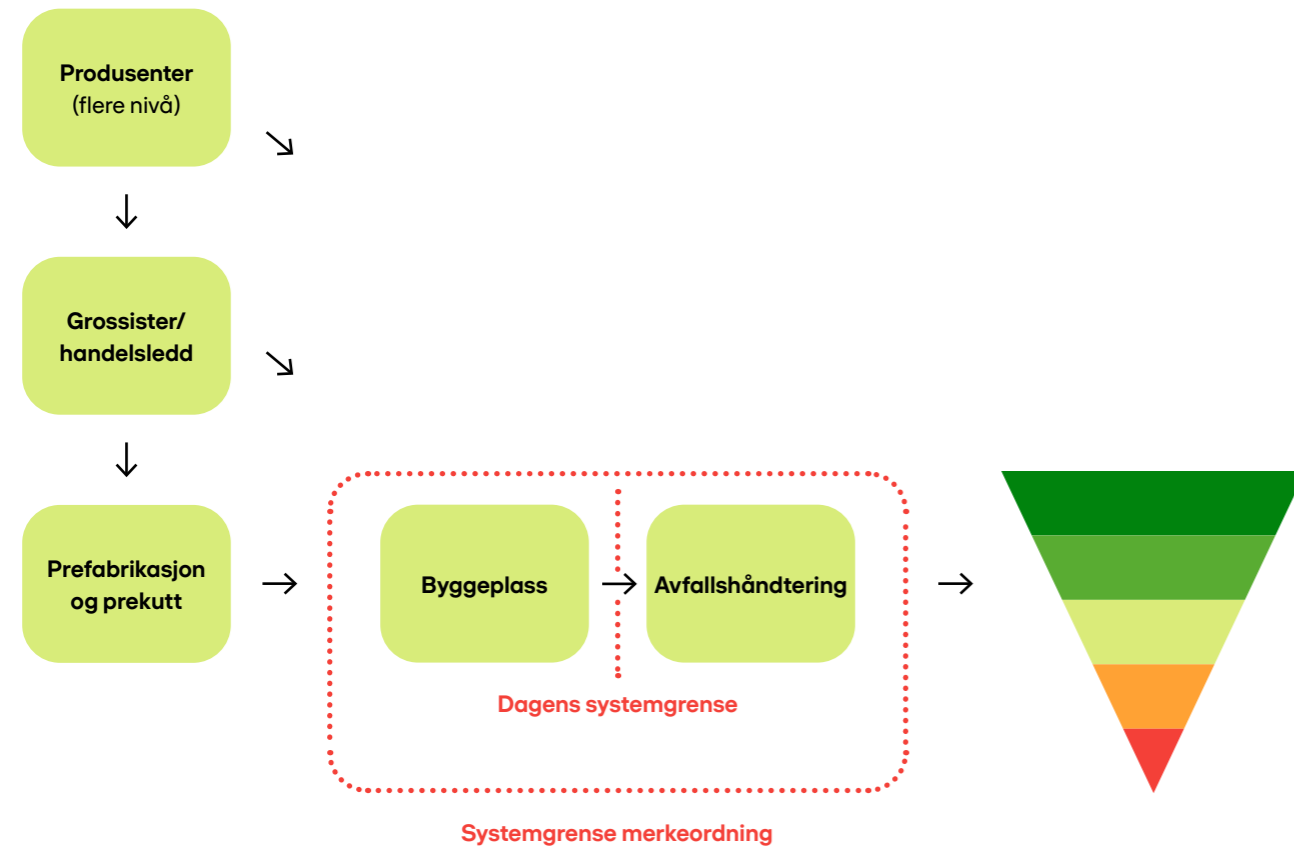 Produsenter
(flere nivå)
Grossister/
handelsledd
Prefabrikasjon
og prekutt
Byggeplass
Avfallshåndtering
Dagens systemgrense
Systemgrense merkeordning